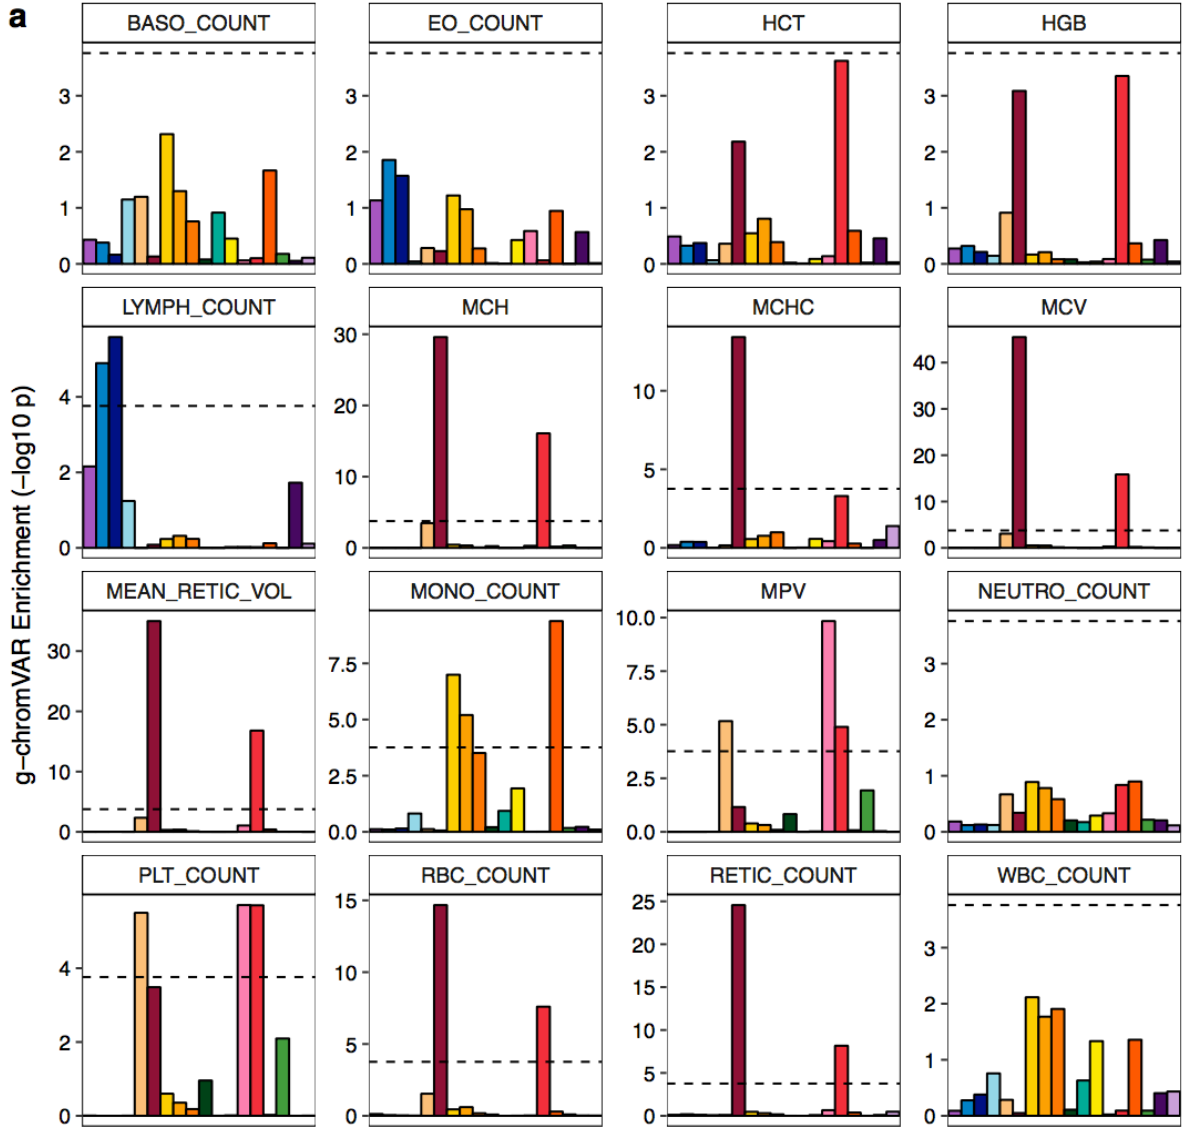 a
BASO_COUNT EO_COUNT HCT HGB
3 3 3 3
2 2 2 2
1 1 1 1
0 0 0 0
LYMPH_COUNT MCH MCHC MCV
4 2 0
30 20 10 0
10 5 0
40 30 20 10 0
g-chromVAR Enrichment (-log10 p)
MEAN_RETIC_VOL MONO_COUNT MPV NEUTRO_COUNT
30 20 10 0
7.5 5.0 2.5 0.0
10.0 7.5 5.0 2.5 0.0
3 2 1 0
PLT_COUNT RBC_COUNT RETIC_COUNT WBC_COUNT
4 2 0
15 10 5 0
25 20 15 10 5 0
3 2 1 0